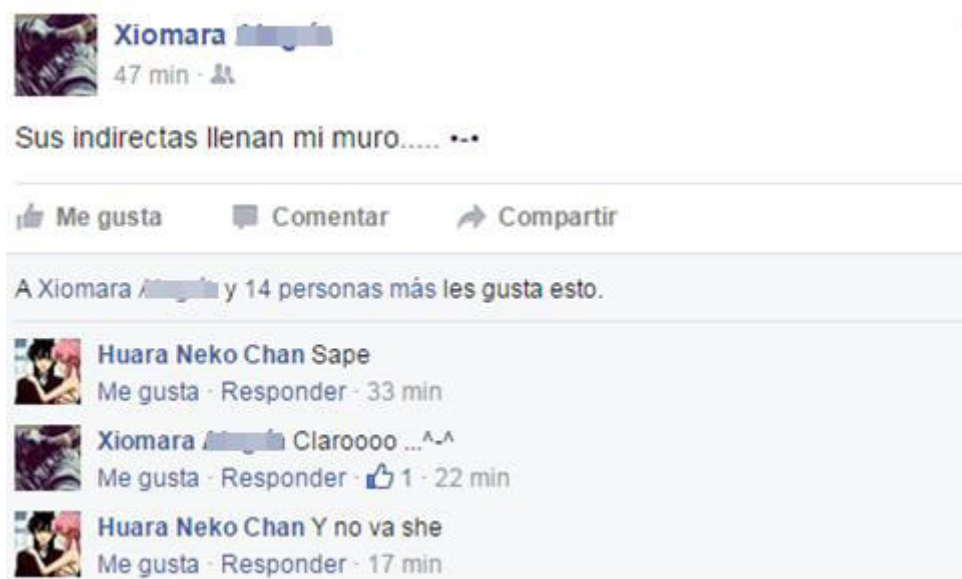 Xiomara
47 min ·
Sus indirectas llenan mi muro..... •-•
Me gusta Comentar Compartir
A Xiomara y 14 personas más les gusta esto.
Huara Neko Chan Sape
Me gusta · Responder · 33 min
Xiomara Claroooo ...^-^
Me gusta · Responder · 1 · 22 min
Huara Neko Chan Y no va she
Me gusta · Responder · 17 min